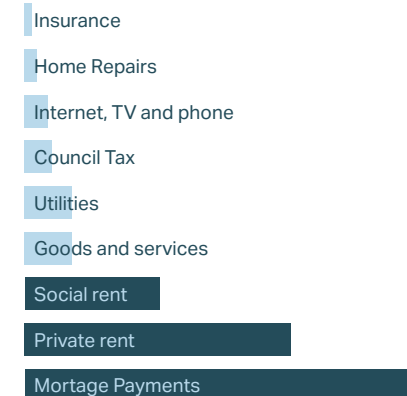 Insurance
Home Repairs
Internet, TV and phone
Council Tax
Utilities
Goods and services
Social rent
Private rent
Mortage Payments